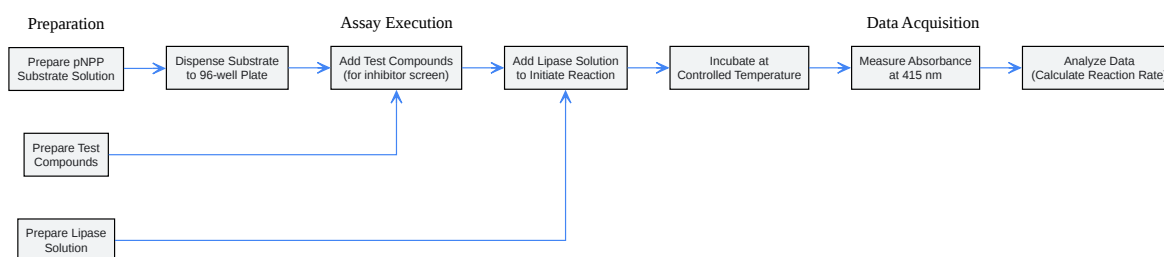 Preparation
Assay Execution
Data Acquisition
Prepare pNPP
Substrate Solution
Dispense Substrate
to 96-well Plate
Add Test Compounds
(for inhibitor screen)
Add Lipase Solution
to Initiate Reaction
Incubate at
Controlled Temperature
Measure Absorbance
at 415 nm
Analyze Data
(Calculate Reaction Rate)
Prepare Test
Compounds
Prepare Lipase
Solution